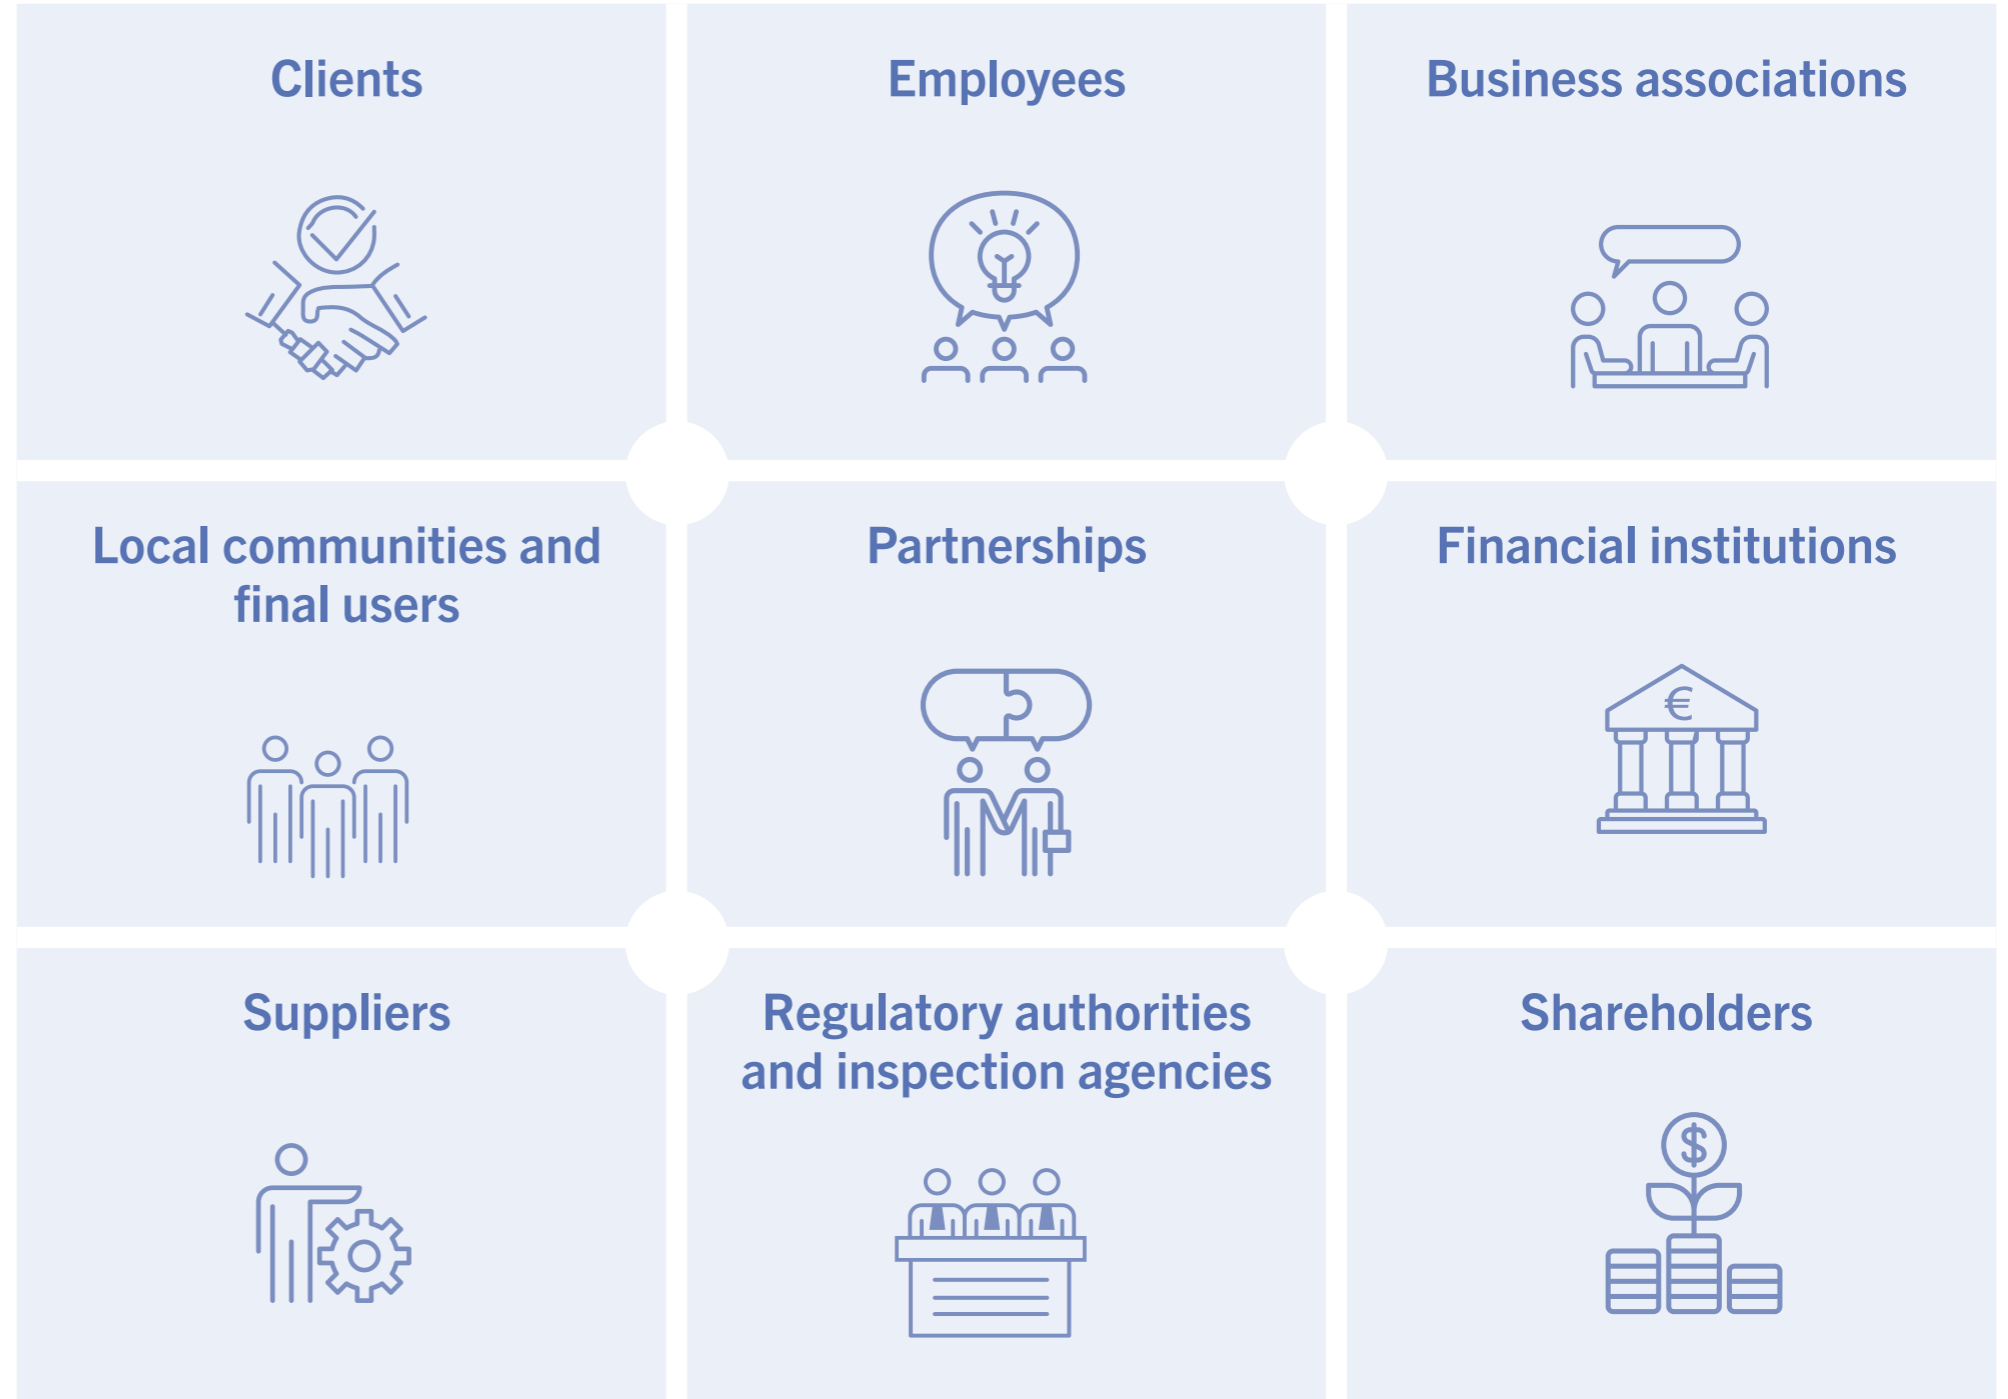 Clients
Employees
Business associations
Local communities and
final users
Partnerships
Financial institutions
€
Suppliers
Regulatory authorities
and inspection agencies
Shareholders
$